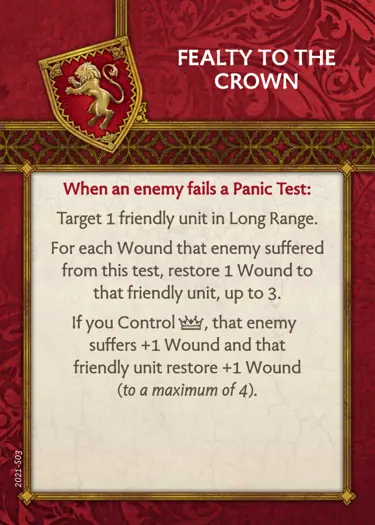 FEALTY TO THE
CROWN
When an enemy fails a Panic Test:
Target 1 friendly unit in Long Range.
For each Wound that enemy suffered
from this test, restore 1 Wound to
that friendly unit, up to 3.
If you Control , that enemy
suffers +1 Wound and that
friendly unit restore +1 Wound
(to a maximum of 4).
2021-S03